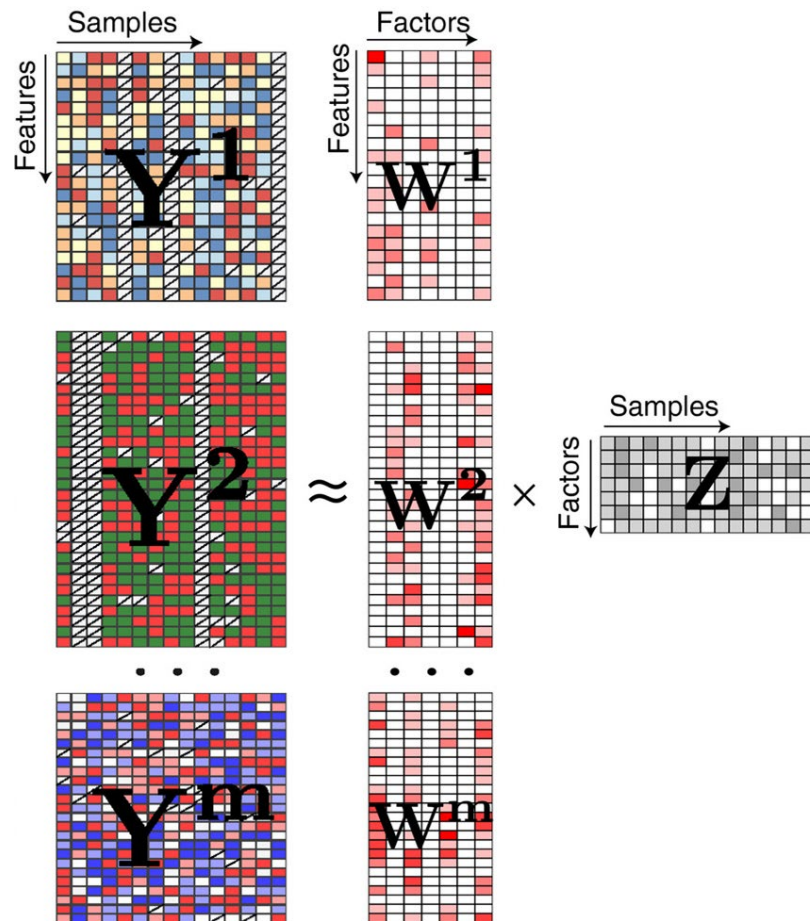 Samples
Factors
Features
Features
Y¹
W¹
Y²
≈
W²
×
Samples
Factors
Z
. . .
. . .
Yᵐ
Wᵐ